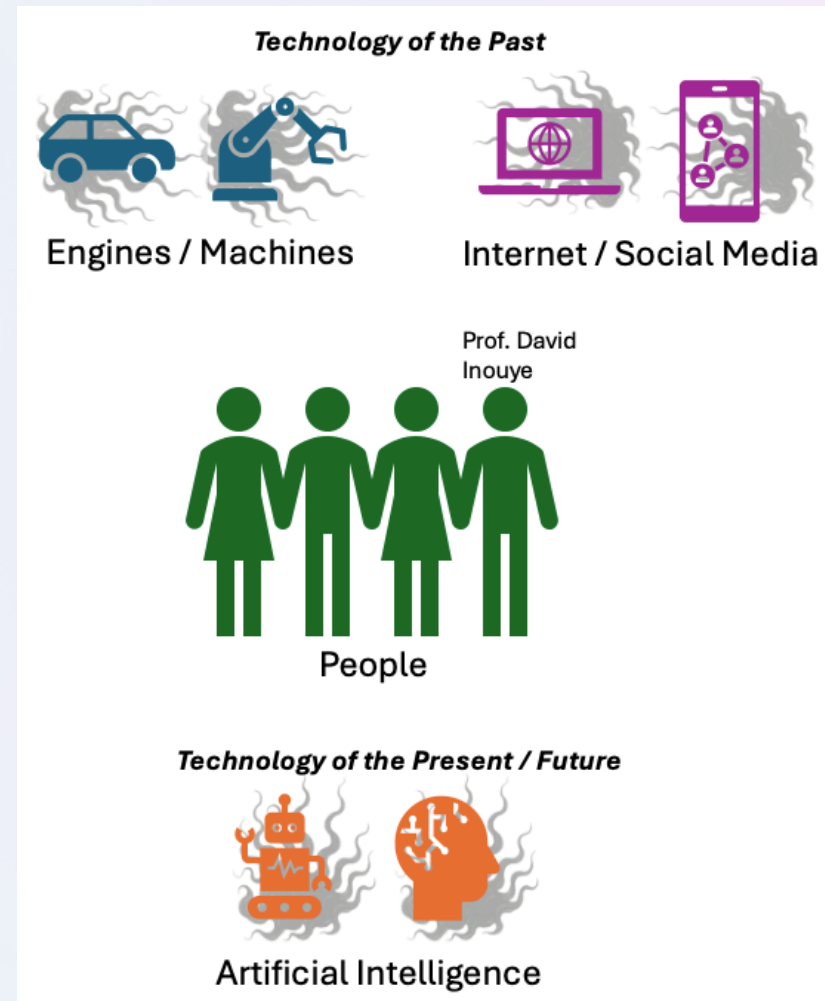 Technology of the Past
Engines / Machines
Internet / Social Media
Prof. David
Inouye
People
Technology of the Present / Future
Artificial Intelligence